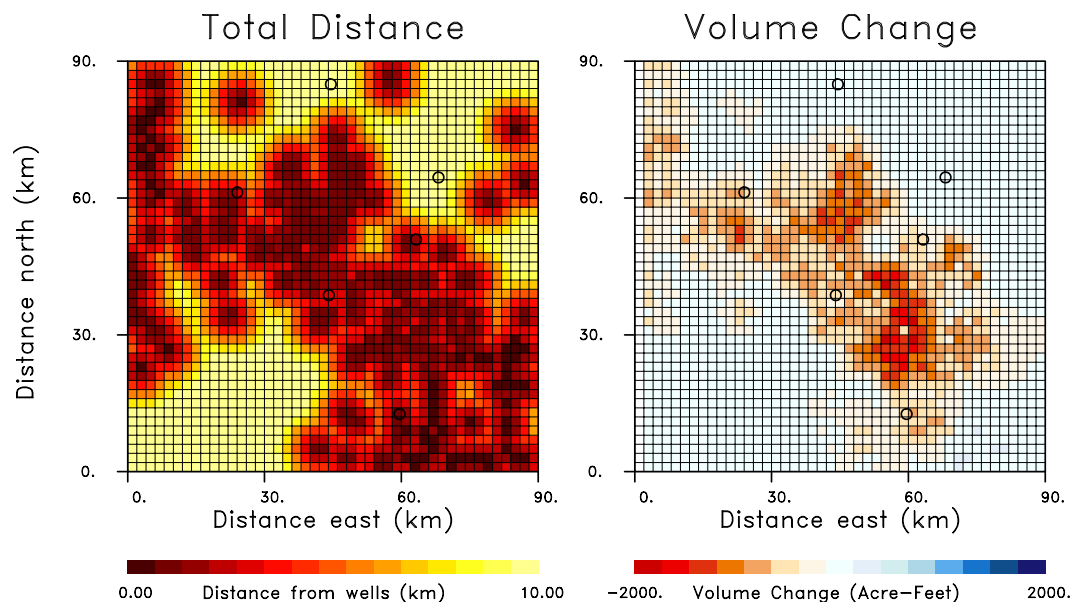 Total Distance Volume Change
90. 90.
60. 60.
30. 30.
0. 0.
Distance north (km)
0. 30. 60. 90. 0. 30. 60. 90.
Distance east (km) Distance east (km)
0.00 Distance from wells (km) 10.00 −2000. Volume Change (Acre−Feet) 2000.